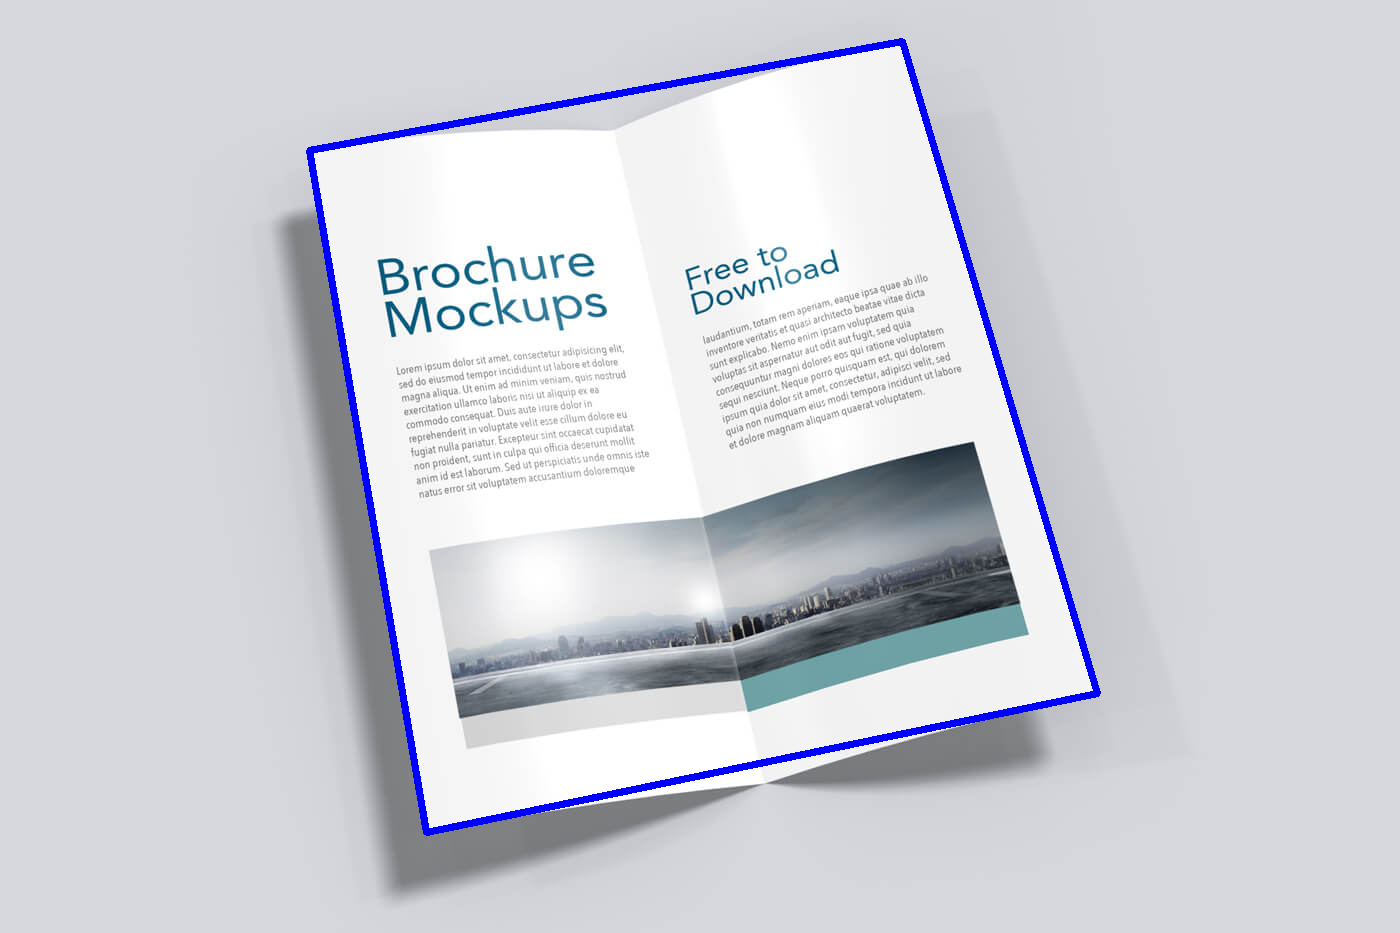 Brochure
Mockups
Lorem ipsum dolor sit amet, consectetur adipisicing elit,
sed do eiusmod tempor incididunt ut labore et dolore
magna aliqua. Ut enim ad minim veniam, quis nostrud
exercitation ullamco laboris nisi ut aliquip ex ea
commodo consequat. Duis aute irure dolor in
reprehenderit in voluptate velit esse cillum dolore eu
fugiat nulla pariatur. Excepteur sint occaecat cupidatat
non proident, sunt in culpa qui officia deserunt mollit
anim id est laborum. Sed ut perspiciatis unde omnis iste
natus error sit voluptatem accusantium doloremque
Free to
Download
laudantium, totam rem aperiam, eaque ipsa quae ab illo
inventore veritatis et quasi architecto beatae vitae dicta
sunt explicabo. Nemo enim ipsam voluptatem quia
voluptas sit aspernatur aut odit aut fugit, sed quia
consequuntur magni dolores eos qui ratione voluptatem
sequi nesciunt. Neque porro quisquam est, qui dolorem
ipsum quia dolor sit amet, consectetur, adipisci velit, sed
quia non numquam eius modi tempora incidunt ut labore
et dolore magnam aliquam quaerat voluptatem.